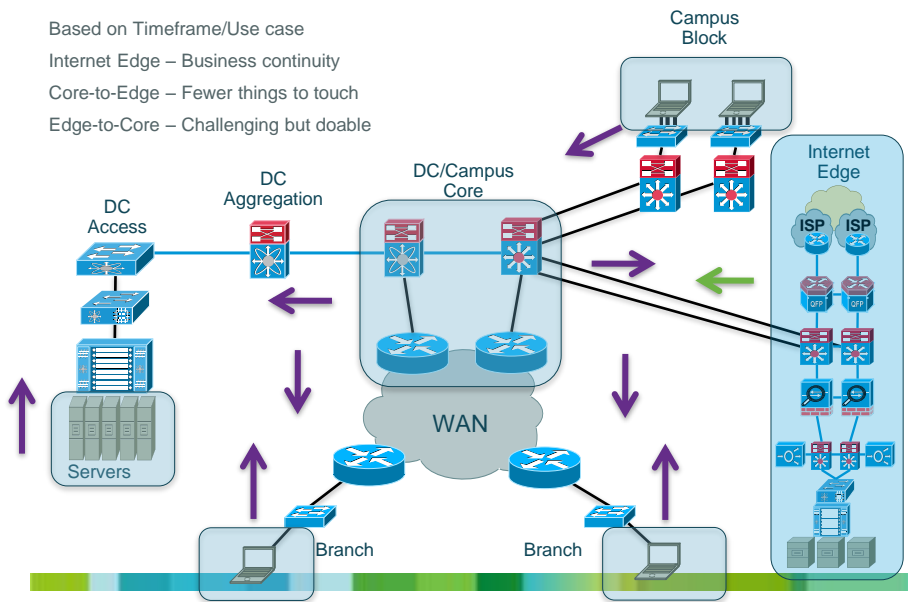 Based on Timeframe/Use case
Internet Edge – Business continuity
Core-to-Edge – Fewer things to touch
Edge-to-Core – Challenging but doable
Campus
Block
Internet
Edge
DC/Campus
Core
DC
Aggregation
DC
Access
ISP
ISP
QFP
QFP
WAN
Servers
Branch
Branch